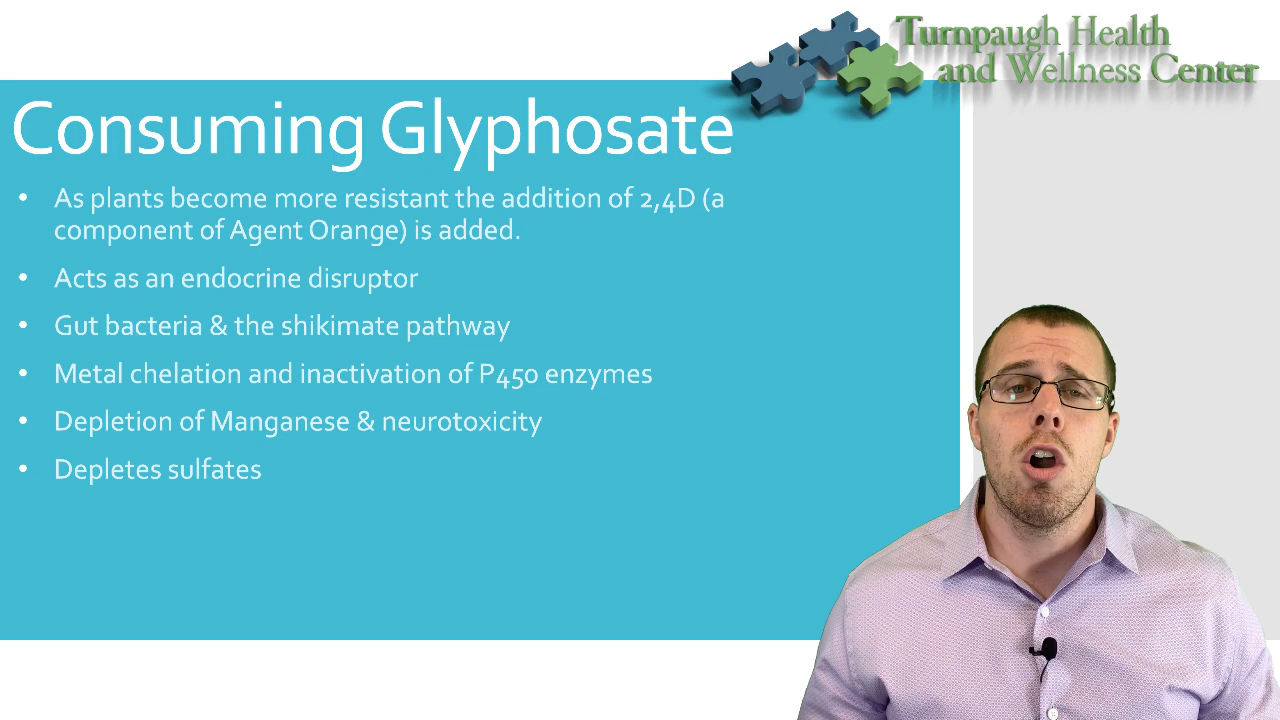 Turnpaugh Health
and Wellness Center
Consuming Glyphosate
• As plants become more resistant the addition of 2,4D (a
component of Agent Orange) is added.
• Acts as an endocrine disruptor
• Gut bacteria & the shikimate pathway
• Metal chelation and inactivation of P450 enzymes
• Depletion of Manganese & neurotoxicity
• Depletes sulfates